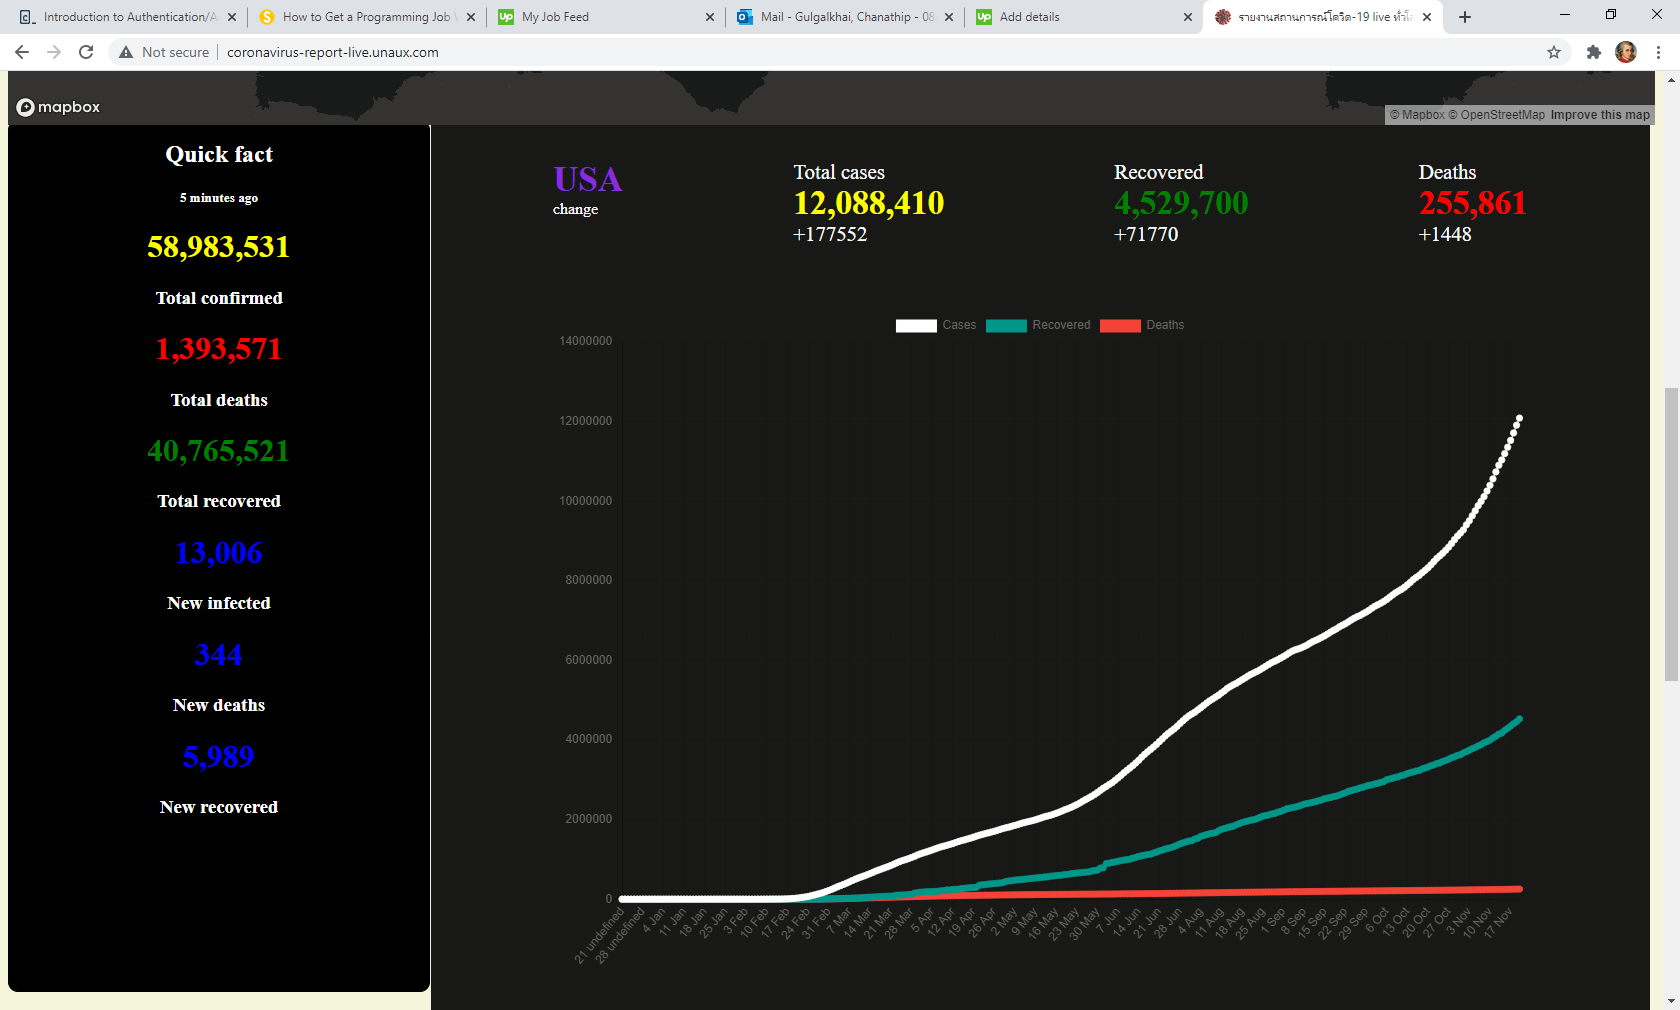 Introduction to Authentication/A
How to Get a Programming Job
My Job Feed
Mail - Gulgalkhai, Chanathip - 08
Add details
รายงานสถานการณ์โควิด-19 live ทั่วโล
Not secure
coronavirus-report-live.unaux.com
mapbox
© Mapbox © OpenStreetMap Improve this map
Quick fact
5 minutes ago
58,983,531
Total confirmed
1,393,571
Total deaths
40,765,521
Total recovered
13,006
New infected
344
New deaths
5,989
New recovered
USA
change
Total cases
12,088,410
+177552
Recovered
4,529,700
+71770
Deaths
255,861
+1448
Cases
Recovered
Deaths
14000000
12000000
10000000
8000000
6000000
4000000
2000000
0
21 undefined
28 undefined
4 Jan
11 Jan
18 Jan
25 Jan
3 Feb
10 Feb
17 Feb
24 Feb
31 Feb
7 Mar
14 Mar
21 Mar
28 Mar
5 Apr
12 Apr
19 Apr
26 Apr
2 May
9 May
16 May
23 May
30 May
7 Jun
14 Jun
21 Jun
28 Jun
4 Aug
11 Aug
18 Aug
25 Aug
1 Sep
8 Sep
15 Sep
22 Sep
29 Sep
6 Oct
13 Oct
20 Oct
27 Oct
3 Nov
10 Nov
17 Nov